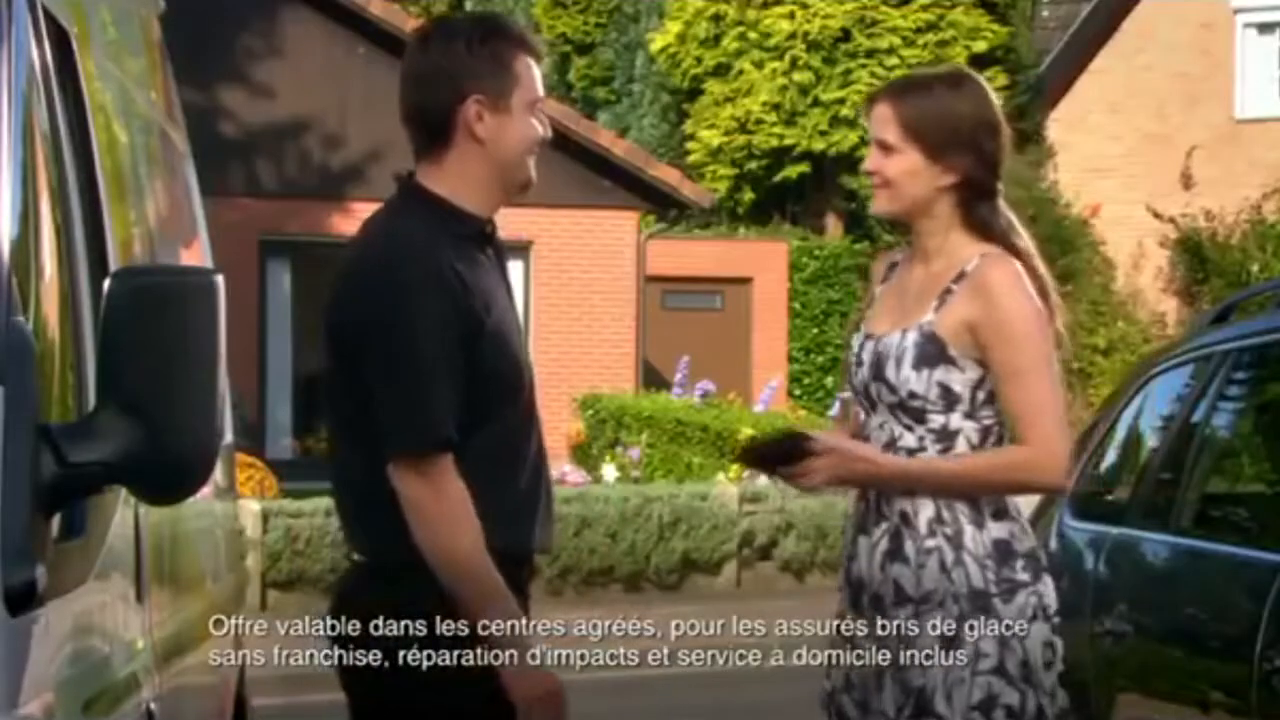 Offre valable dans les centres agréés, pour les assurés bris de glace
sans franchise, réparation d'impacts et service à domicile inclus